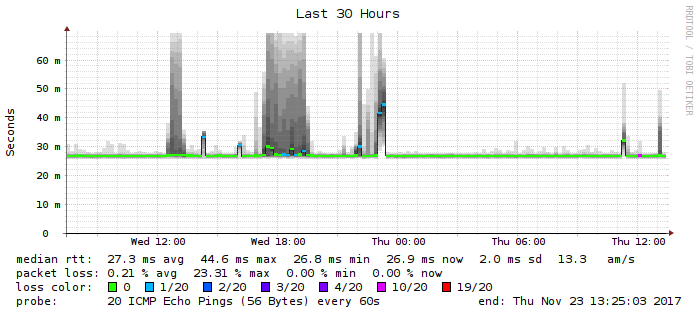 Last 30 Hours
RRDTOOL / TOBI OETIKER
Seconds
60 m
50 m
40 m
30 m
20 m
10 m
0
Wed 12:00 Wed 18:00 Thu 00:00 Thu 06:00 Thu 12:00
median rtt: 27.3 ms avg 44.6 ms max 26.8 ms min 26.9 ms now 2.0 ms sd 13.3 am/s
packet loss: 0.21 % avg 23.31 % max 0.00 % min 0.00 % now
loss color: 0 1/20 2/20 3/20 4/20 10/20 19/20
probe: 20 ICMP Echo Pings (56 Bytes) every 60s end: Thu Nov 23 13:25:03 2017